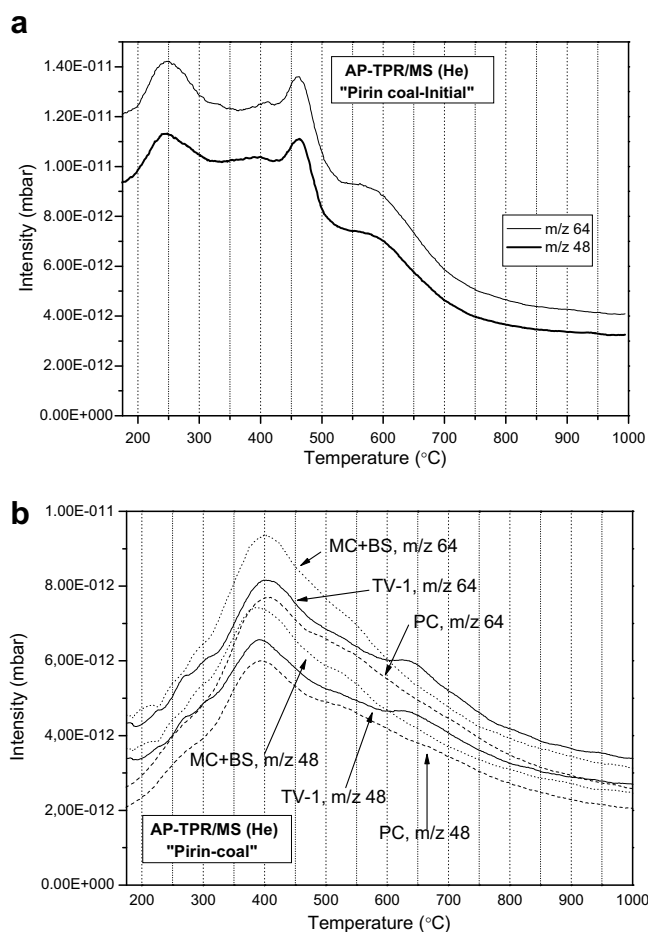 a
1.40E-011
1.20E-011
1.00E-011
8.00E-012
6.00E-012
4.00E-012
2.00E-012
0.00E+000
Intensity (mbar)
AP-TPR/MS (He)
"Pirin coal-Initial"
m/z 64
m/z 48
200 300 400 500 600 700 800 900 1000
Temperature (°C)
b
1.00E-011
8.00E-012
6.00E-012
4.00E-012
2.00E-012
0.00E+000
Intensity (mbar)
MC+BS, m/z 64
TV-1, m/z 64
PC, m/z 64
MC+BS, m/z 48
TV-1, m/z 48
PC, m/z 48
AP-TPR/MS (He)
"Pirin-coal"
200 300 400 500 600 700 800 900 1000
Temperature (°C)